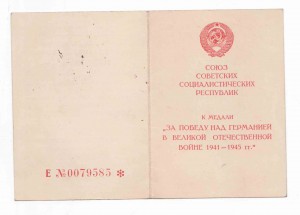 Е №0079585 *
СОЮЗ
СОВЕТСКИХ
СОЦИАЛИСТИЧЕСКИХ
РЕСПУБЛИК
К МЕДАЛИ
„ЗА ПОБЕДУ НАД ГЕРМАНИЕЙ
В ВЕЛИКОЙ ОТЕЧЕСТВЕННОЙ
ВОЙНЕ 1941—1945 гг."